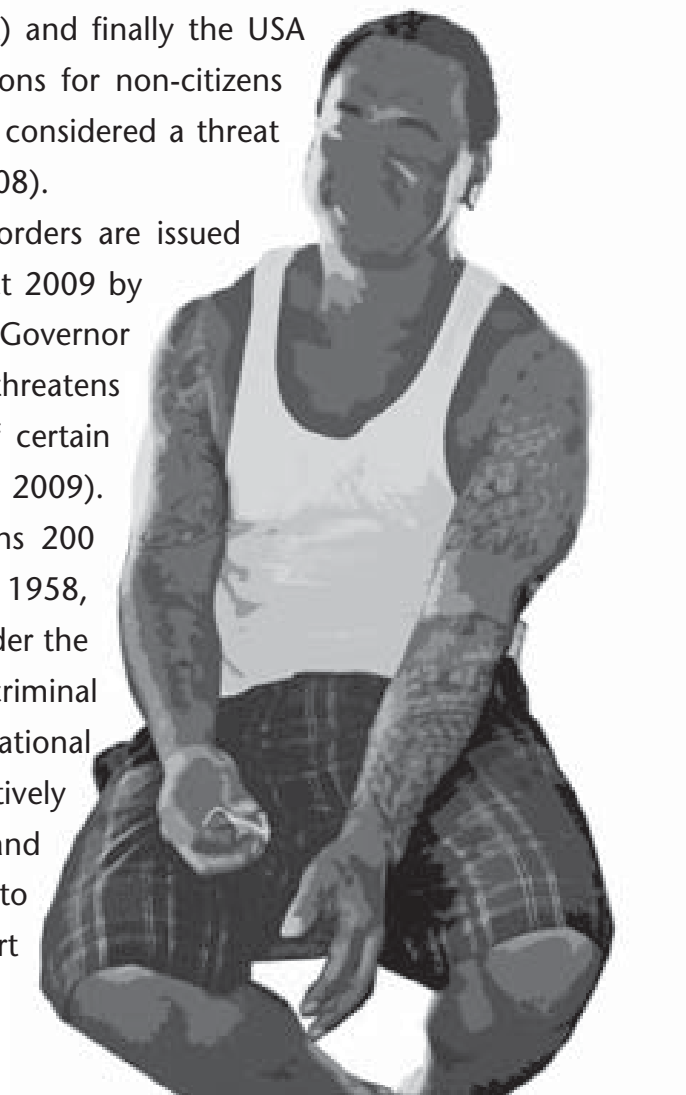 ) and finally the USA
ons for non-citizens
considered a threat
08).
orders are issued
t 2009 by
Governor
threatens
certain
2009).
ns 200
1958,
der the
criminal
ational
tively
and
to
rt